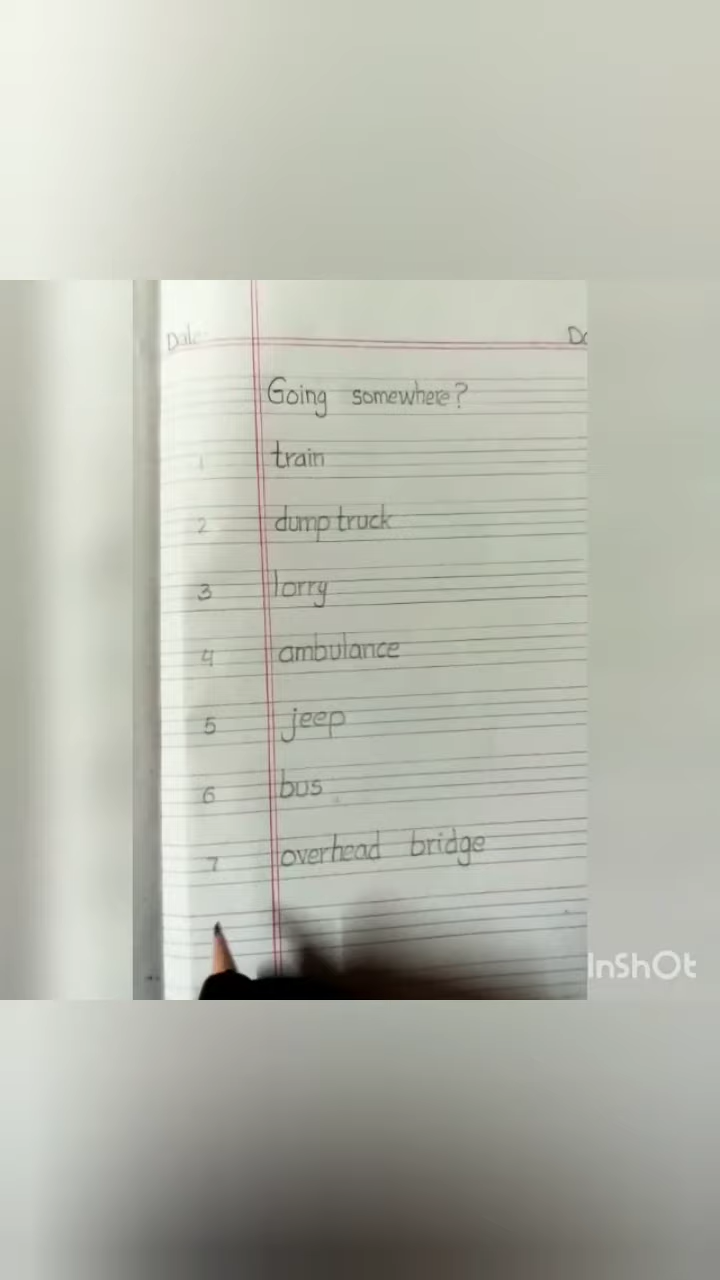 Date
Going somewhere?
1 train
2 dump truck
3 lorry
4 ambulance
5 jeep
6 bus
7 overhead bridge
InShOt